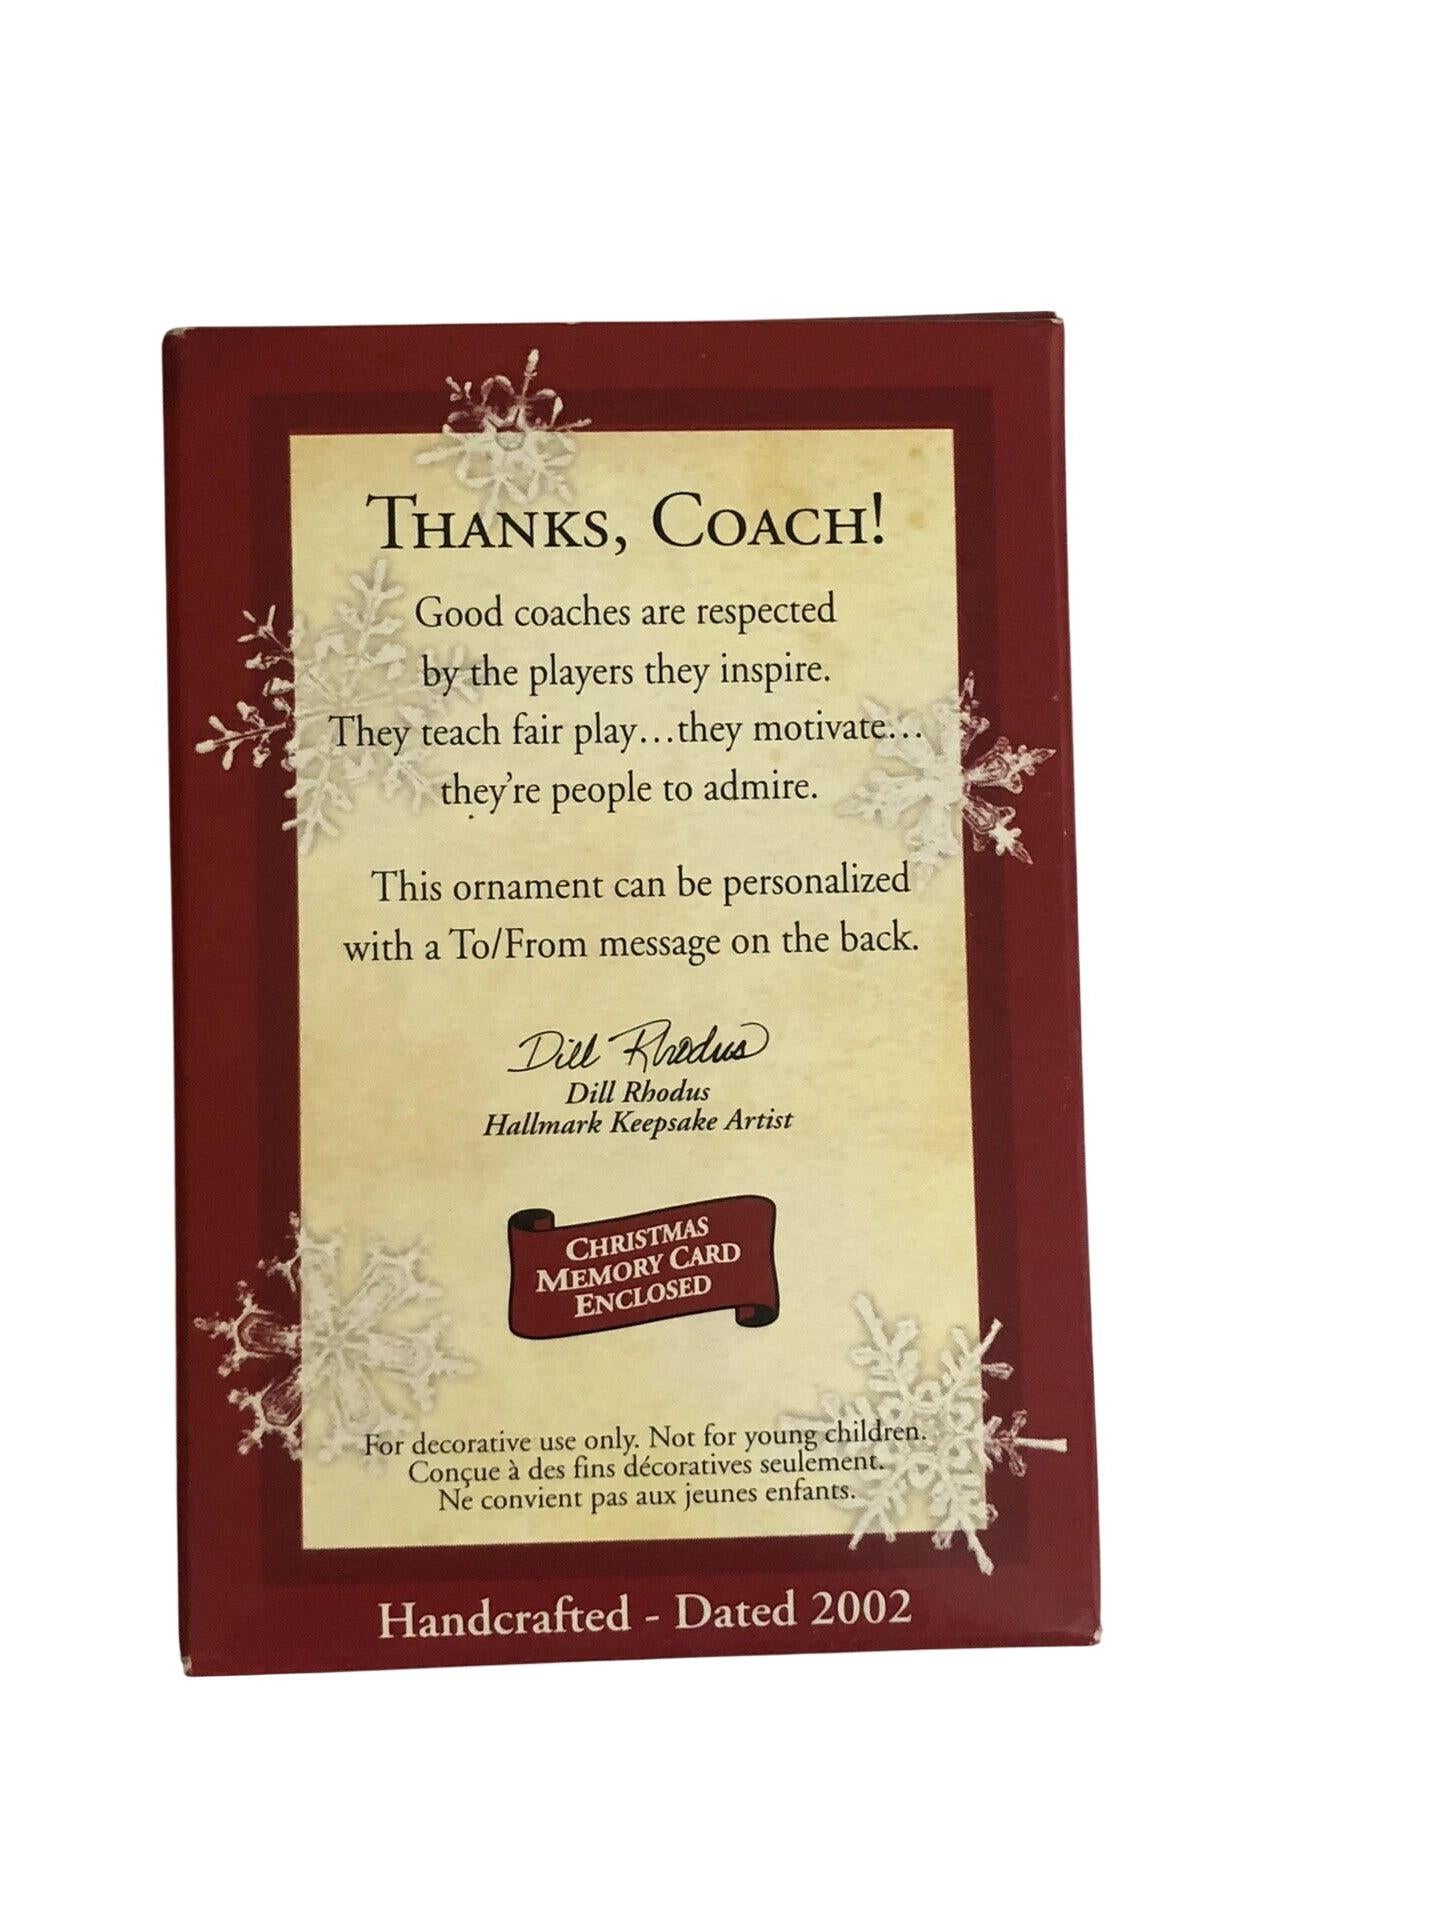 THANKS, COACH!
Good coaches are respected
by the players they inspire.
They teach fair play...they motivate...
they're people to admire.
This ornament can be personalized
with a To/From message on the back.
Dill Rhodus
Dill Rhodus
Hallmark Keepsake Artist
CHRISTMAS
MEMORY CARD
ENCLOSED
For decorative use only. Not for young children.
Conçue à des fins décoratives seulement.
Ne convient pas aux jeunes enfants.
Handcrafted - Dated 2002